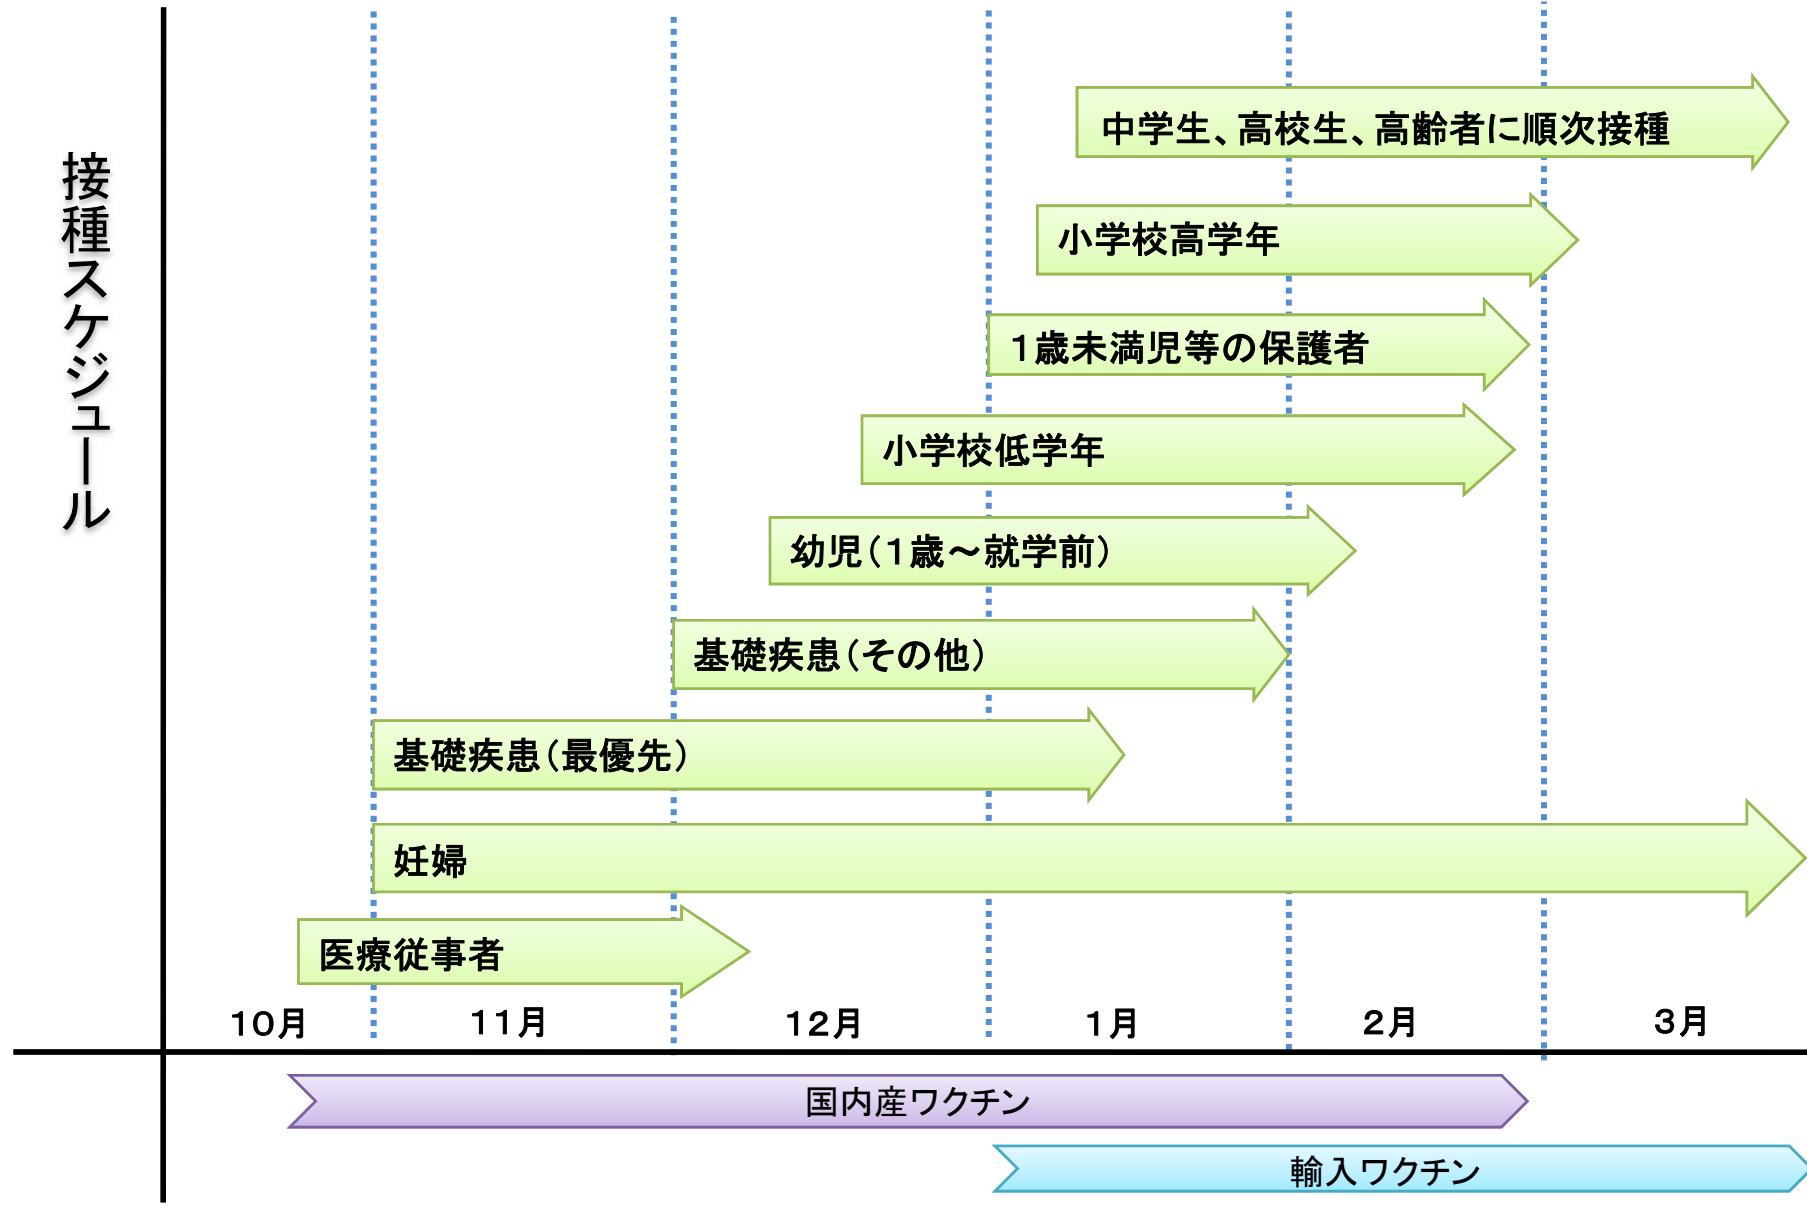 接種スケジュール
中学生、高校生、高齢者に順次接種
小学校高学年
１歳未満児等の保護者
小学校低学年
幼児（１歳～就学前）
基礎疾患（その他）
基礎疾患（最優先）
妊婦
医療従事者
１０月 １１月 １２月 １月 ２月 ３月
国内産ワクチン
輸入ワクチン